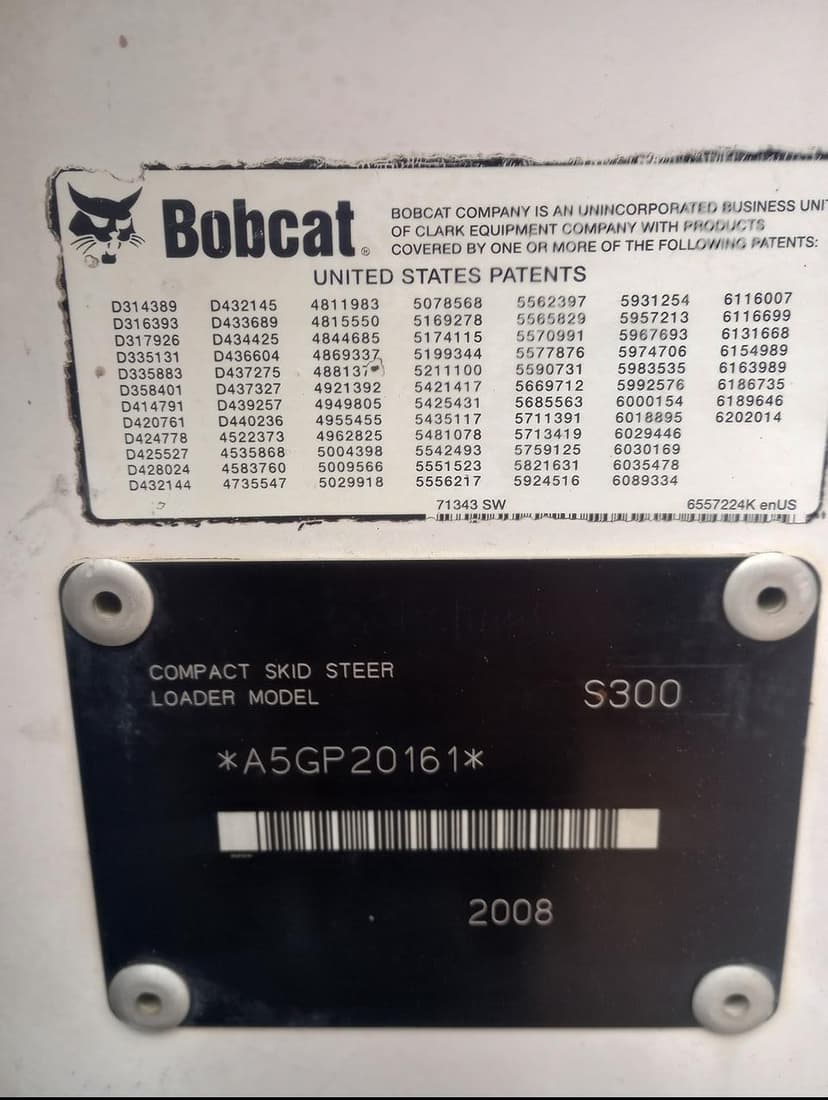 Bobcat®
BOBCAT COMPANY IS AN UNINCORPORATED BUSINESS UNIT
OF CLARK EQUIPMENT COMPANY WITH PRODUCTS
COVERED BY ONE OR MORE OF THE FOLLOWING PATENTS:
UNITED STATES PATENTS
D314389 D432145 4811983 5078568 5562397 5931254 6116007
D316393 D433689 4815550 5169278 5565829 5957213 6116699
D317926 D434425 4844685 5174115 5570991 5967693 6131668
D335131 D436604 4869337 5199344 5577876 5974706 6154989
D335883 D437275 488137 5211100 5590731 5983535 6163989
D358401 D437327 4921392 5421417 5669712 5992576 6186735
D414791 D439257 4949805 5425431 5685563 6000154 6189646
D420761 D440236 4955455 5435117 5711391 6018895 6202014
D424778 4522373 4962825 5481078 5713419 6029446
D425527 4535868 5004398 5542493 5759125 6030169
D428024 4583760 5009566 5551523 5821631 6035478
D432144 4735547 5029918 5556217 5924516 6089334
71343 SW 6557224K enUS
COMPACT SKID STEER
LOADER MODEL S300
*A5GP20161*
2008